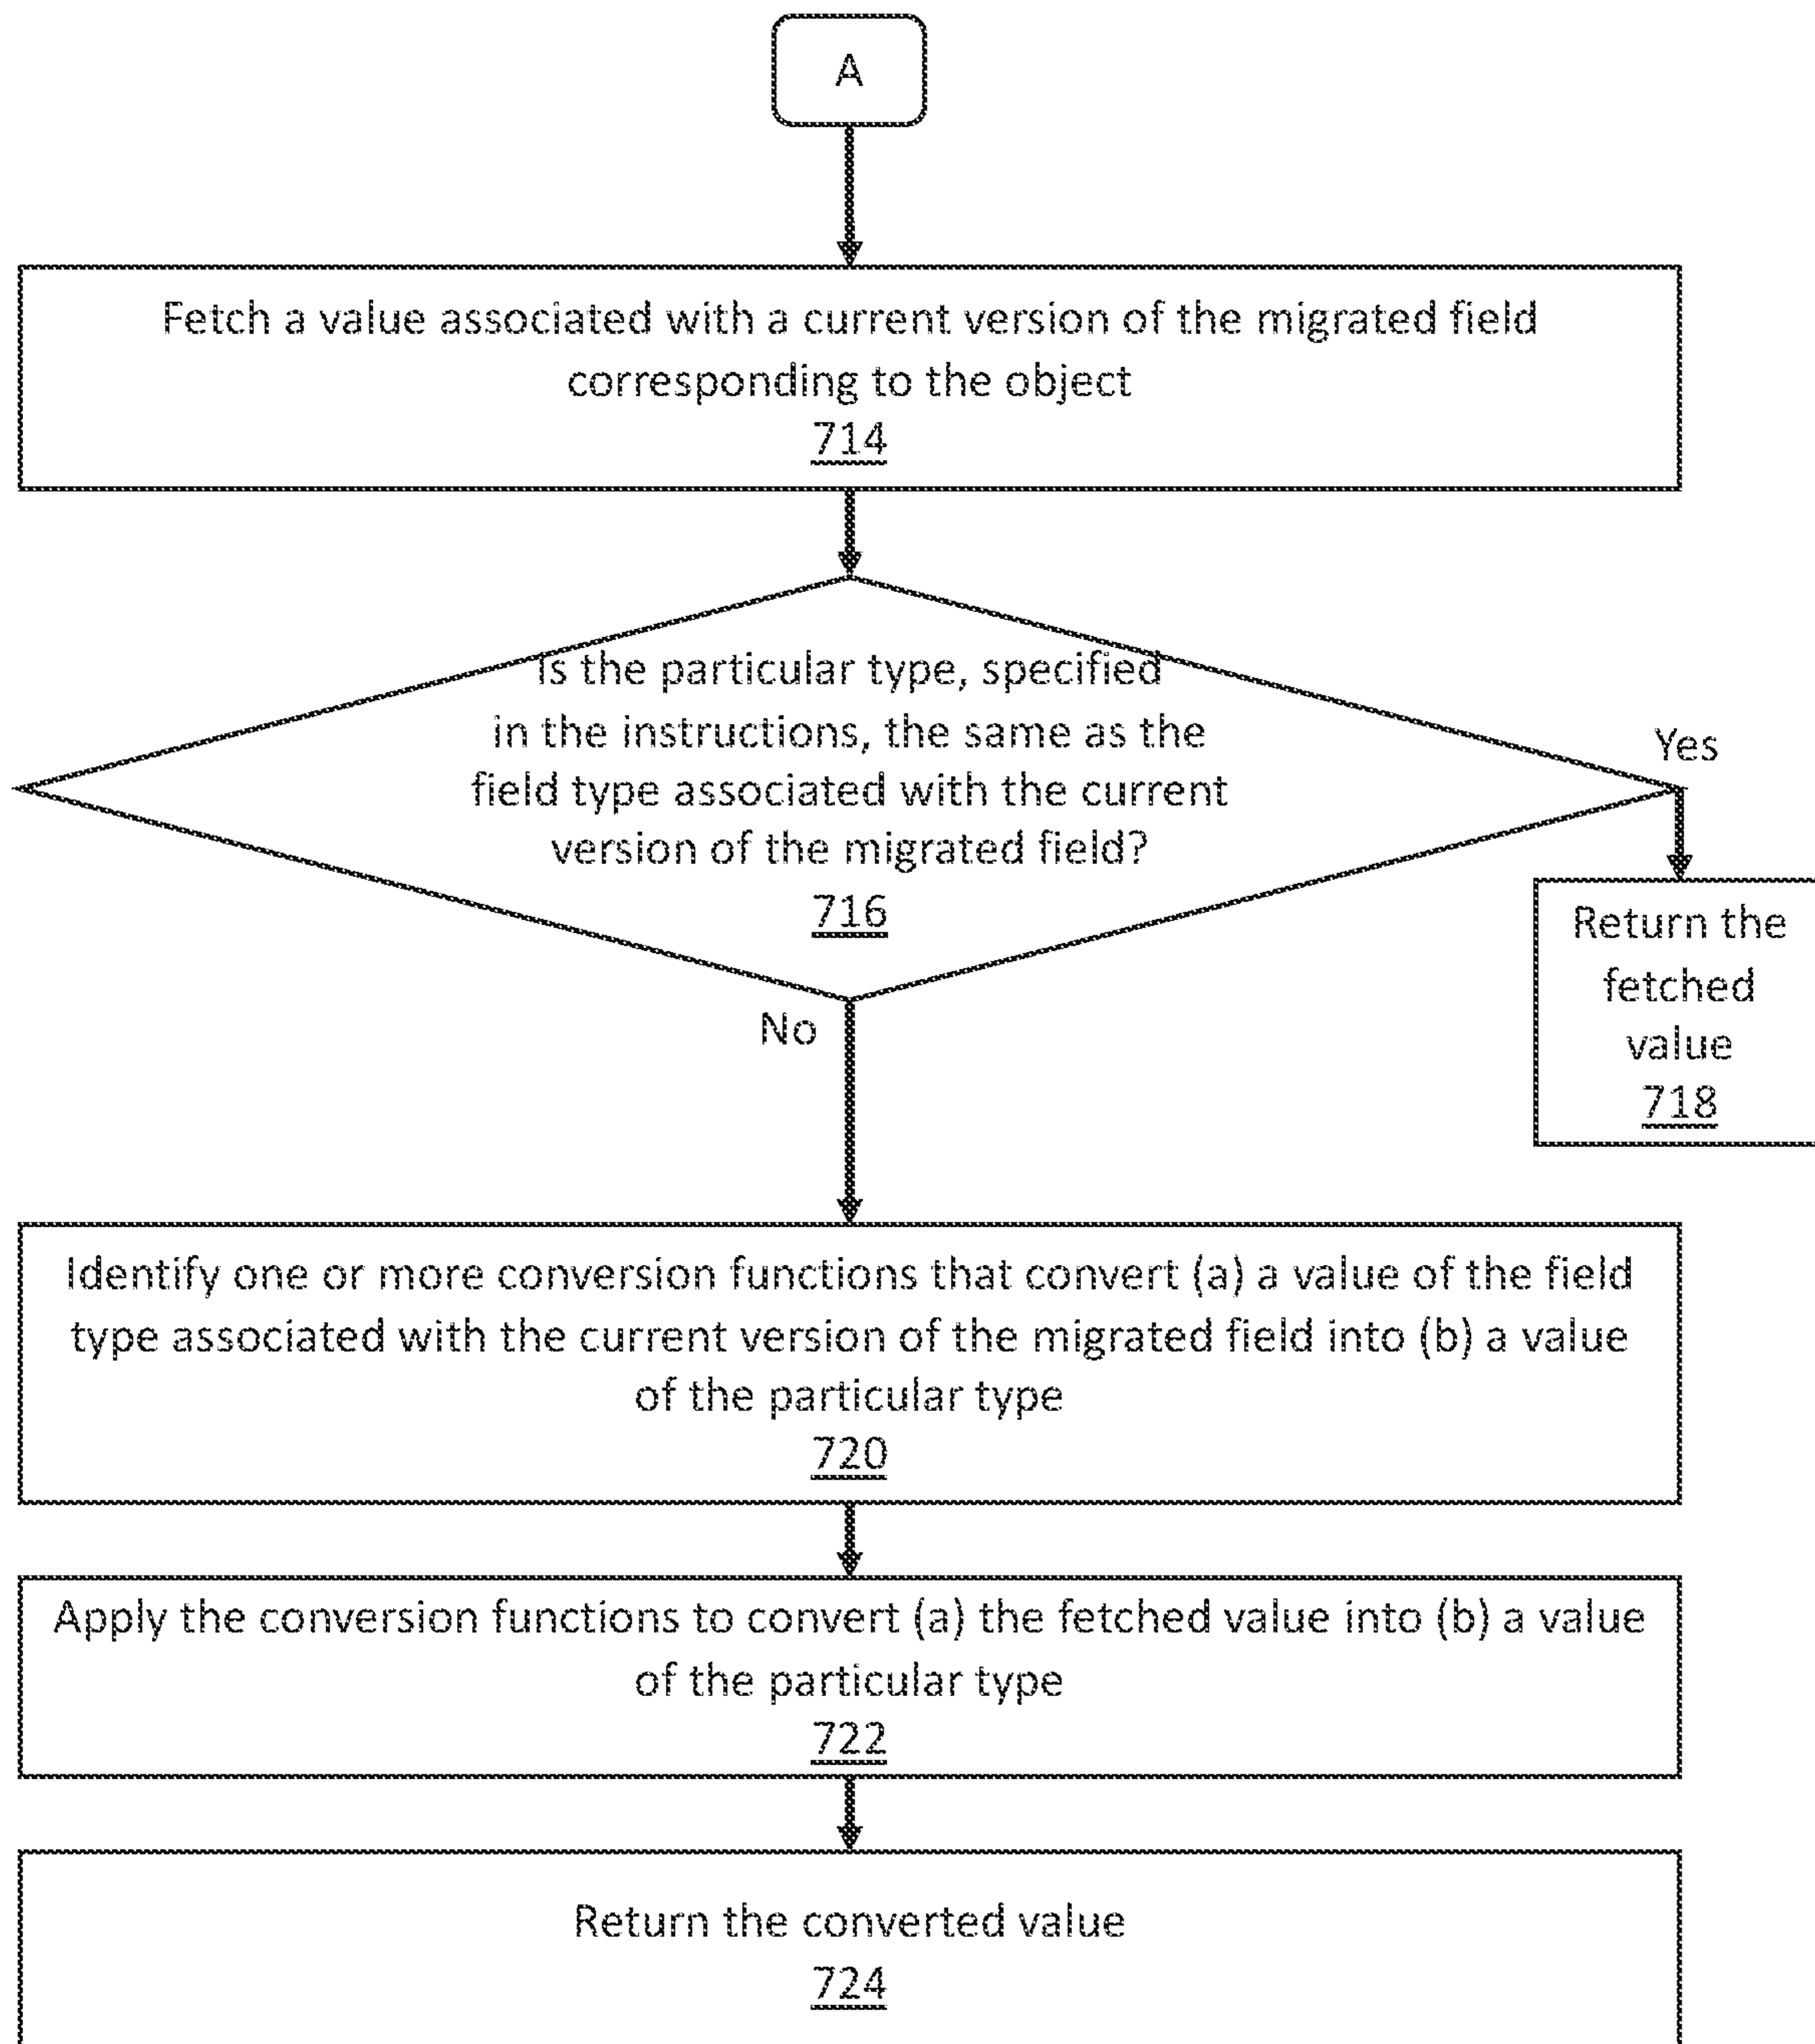 A
Fetch a value associated with a current version of the migrated field
corresponding to the object
714
Is the particular type, specified
in the instructions, the same as the
field type associated with the current
version of the migrated field?
716
Yes
Return the
fetched
value
718
No
Identify one or more conversion functions that convert (a) a value of the field
type associated with the current version of the migrated field into (b) a value
of the particular type
720
Apply the conversion functions to convert (a) the fetched value into (b) a value
of the particular type
722
Return the converted value
724